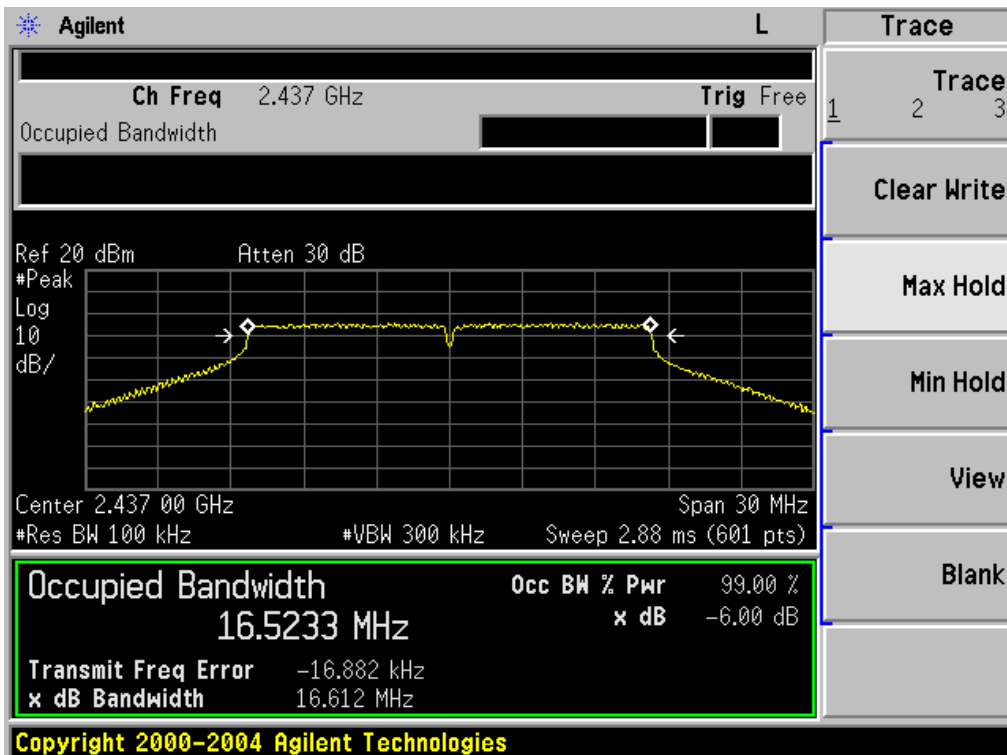 Agilent L Trace
Ch Freq 2.437 GHz Trig Free
Occupied Bandwidth
Trace
1 2 3
Clear Write
Max Hold
Min Hold
View
Blank
Ref 20 dBm Atten 30 dB
#Peak
Log
10
dB/
Center 2.437 00 GHz Span 30 MHz
#Res BW 100 kHz #VBW 300 kHz Sweep 2.88 ms (601 pts)
Occupied Bandwidth Occ BW % Pwr 99.00 %
16.5233 MHz x dB -6.00 dB
Transmit Freq Error -16.882 kHz
x dB Bandwidth 16.612 MHz
Copyright 2000-2004 Agilent Technologies